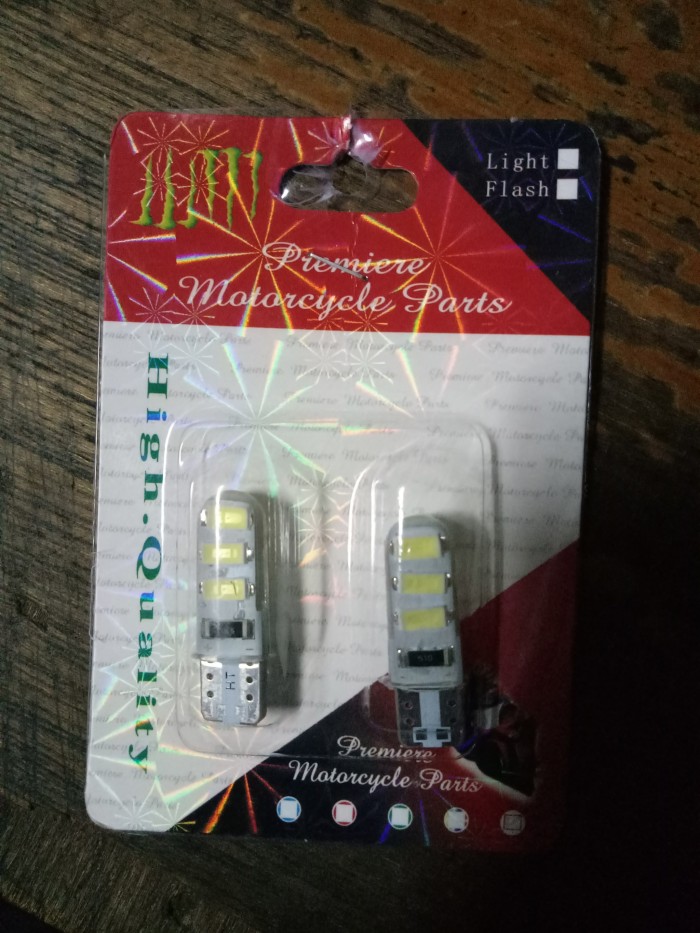 Light
Flash
Premiere
Motorcycle Parts
High.Quality
Premiere
Motorcycle Parts